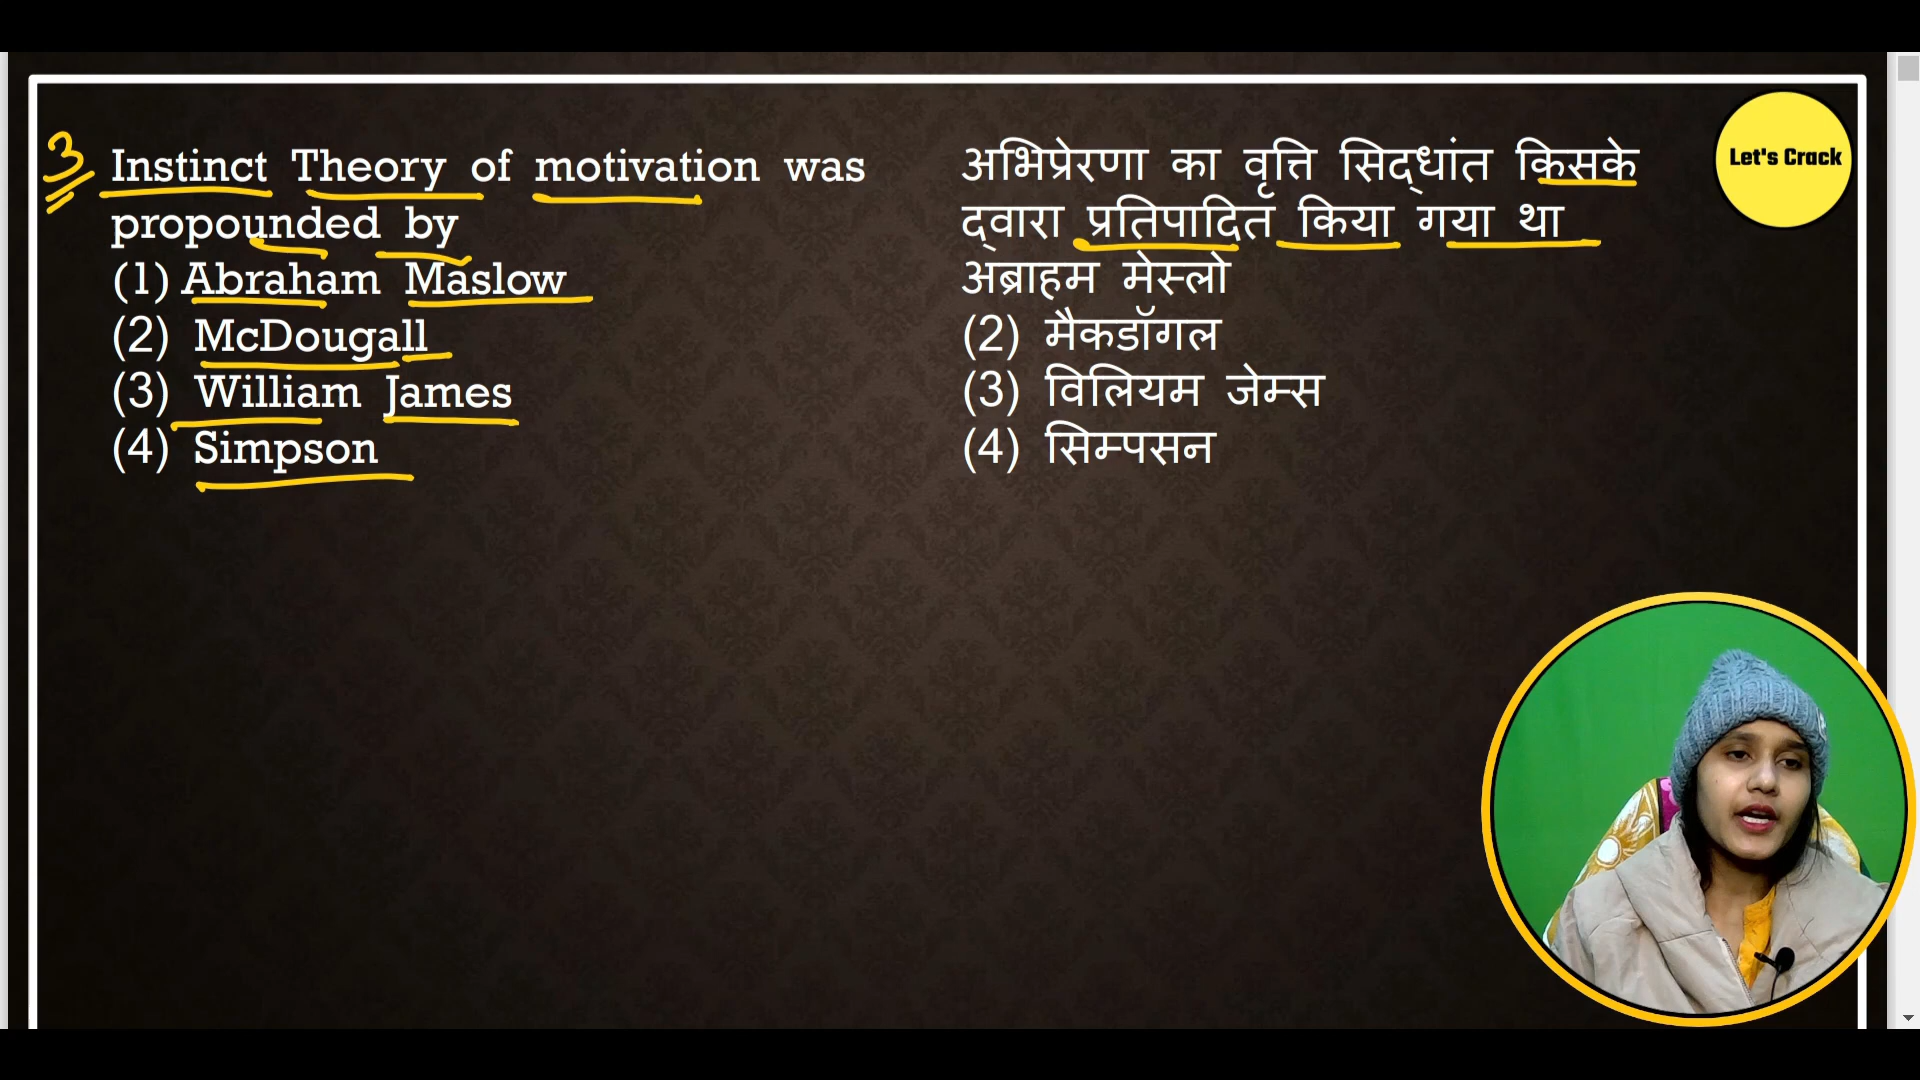 3
Instinct Theory of motivation was
propounded by
(1) Abraham Maslow
(2) McDougall
(3) William James
(4) Simpson
अभिप्रेरणा का वृत्ति सिद्धांत किसके
द्वारा प्रतिपादित किया गया था
अब्राहम मेस्लो
(2) मैकडॉगल
(3) विलियम जेम्स
(4) सिम्पसन
Let's Crack